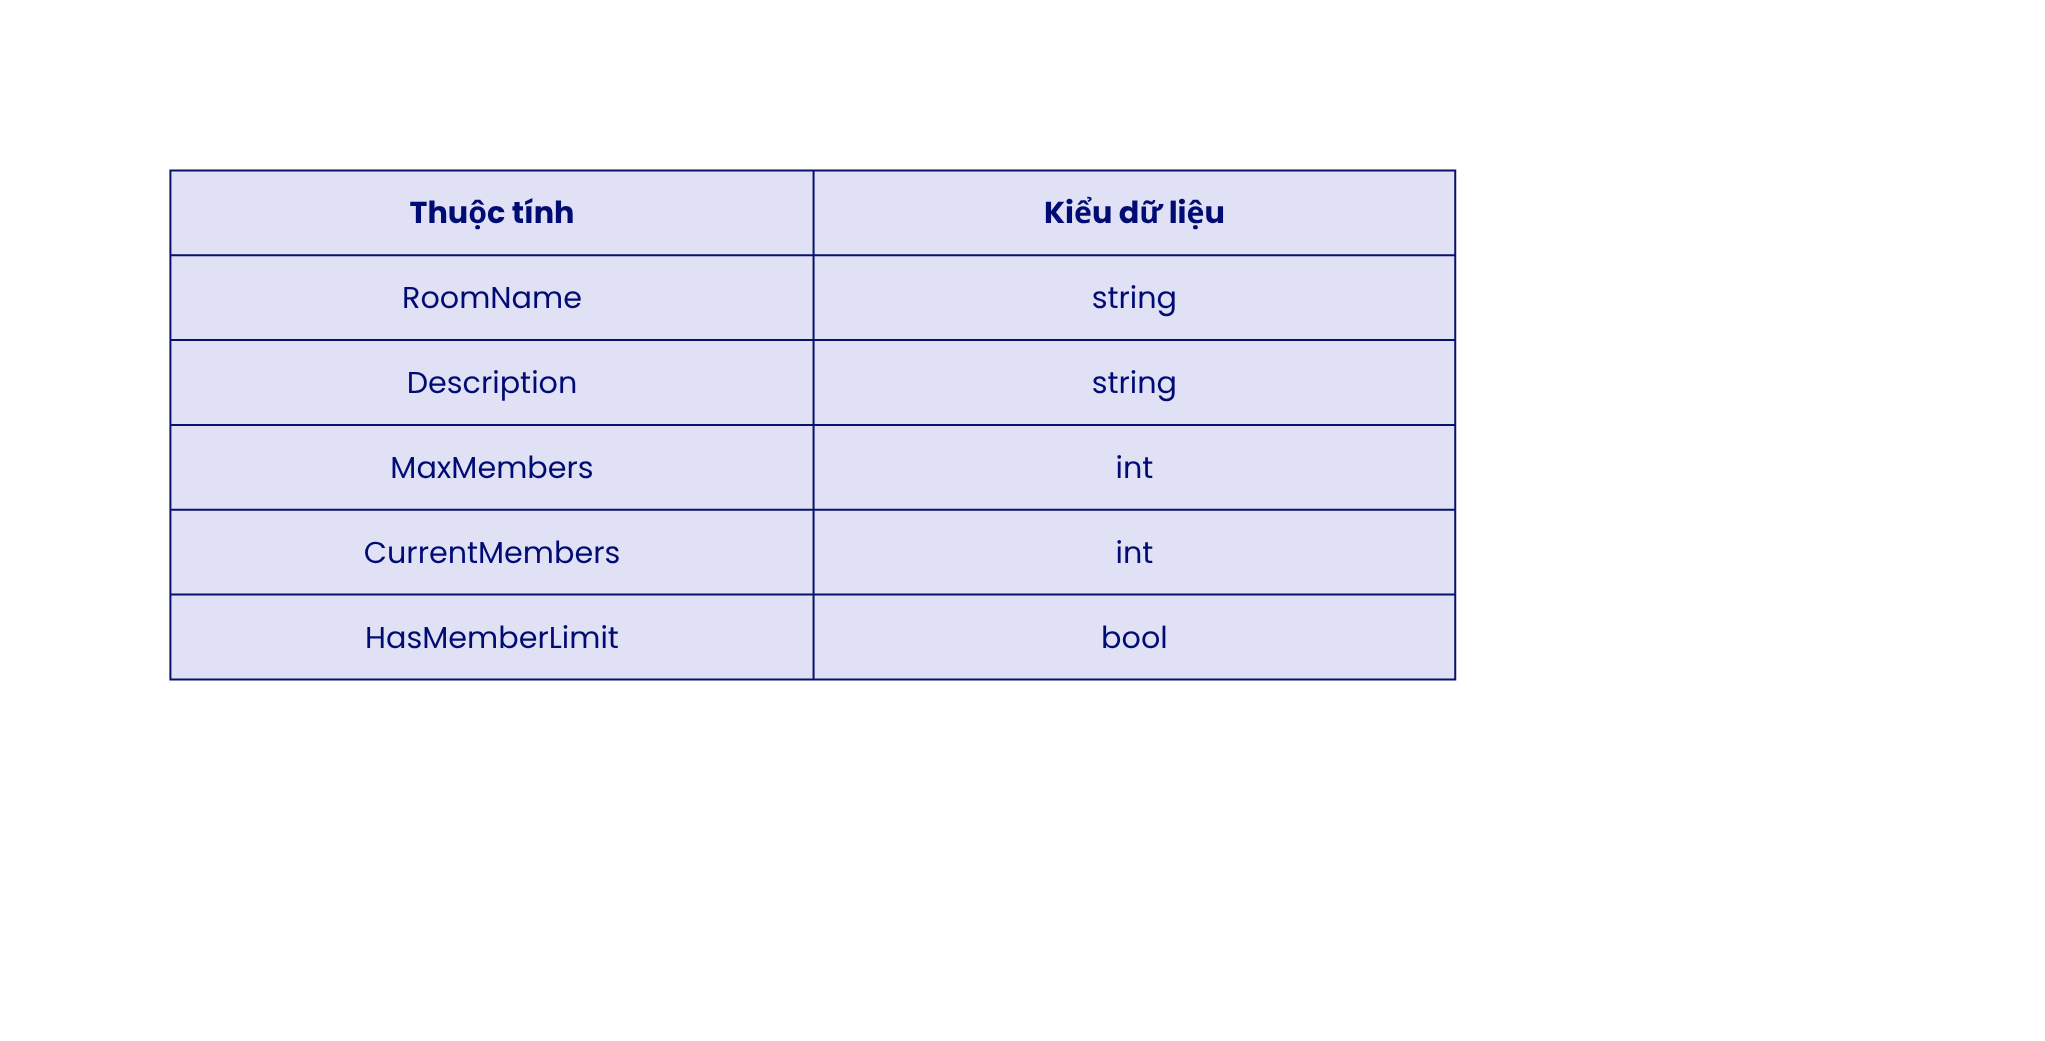 Thuộc tính Kiểu dữ liệu
RoomName string
Description string
MaxMembers int
CurrentMembers int
HasMemberLimit bool